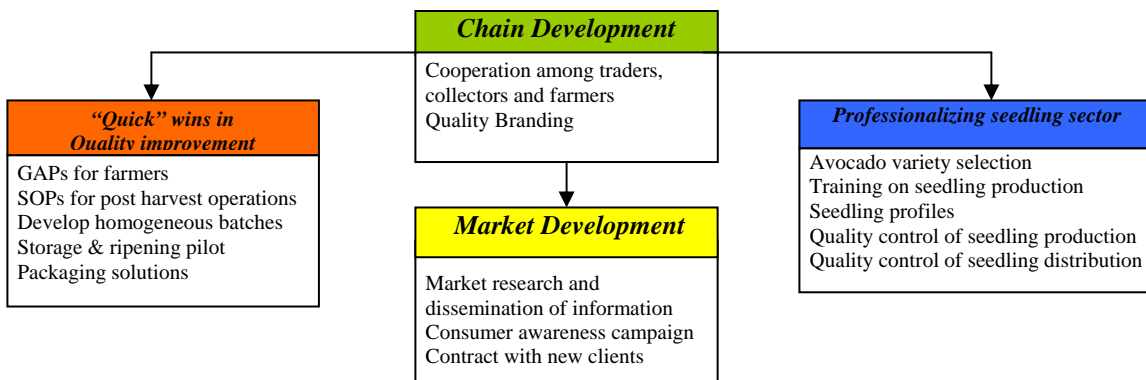 Chain Development
Cooperation among traders,
collectors and farmers
Quality Branding
“Quick” wins in
Quality improvement
GAPs for farmers
SOPs for post harvest operations
Develop homogeneous batches
Storage & ripening pilot
Packaging solutions
Market Development
Market research and
dissemination of information
Consumer awareness campaign
Contract with new clients
Professionalizing seedling sector
Avocado variety selection
Training on seedling production
Seedling profiles
Quality control of seedling production
Quality control of seedling distribution